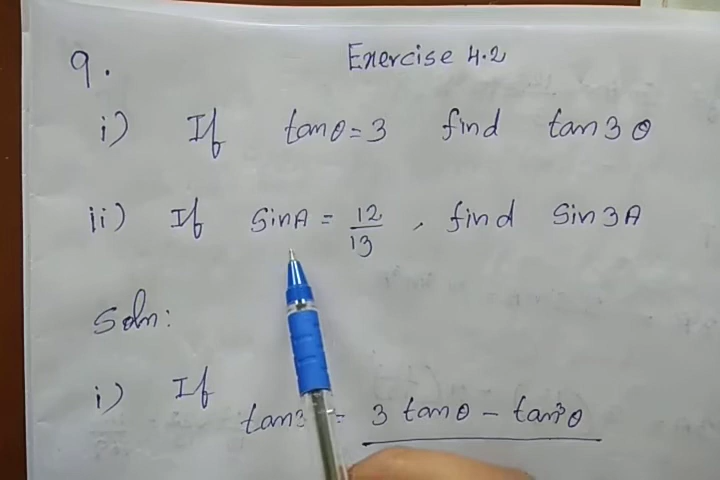 Exercise 4.2
9.
i) If tanθ = 3 find tan3θ
ii) If SinA = 12/13, find Sin3A
Soln:
i) If
tan3 = 3 tanθ - tan³θ